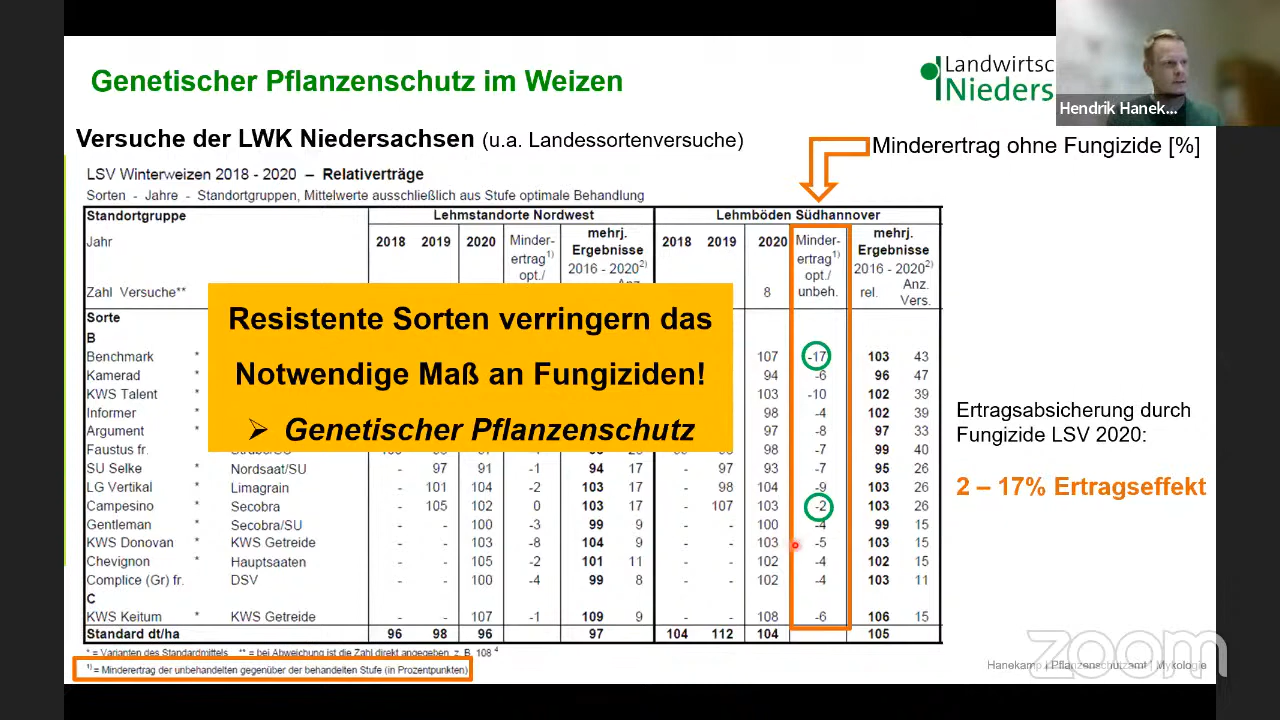 Genetischer Pflanzenschutz im Weizen
Landwirtsc
Nieders
Hendrik Hanek...
Versuche der LWK Niedersachsen (u.a. Landessortenversuche)
Minderertrag ohne Fungizide [%]
LSV Winterweizen 2018 - 2020 – Relativerträge
Sorten - Jahre - Standortgruppen, Mittelwerte ausschließlich aus Stufe optimale Behandlung
Standortgruppe Lehmstandorte Nordwest Lehmböden Südhannover
Jahr 2018 2019 2020 Minder-ertrag1) opt./ mehrj. Ergebnisse 2016 - 20202) 2018 2019 2020 Minder-ertrag1) opt./ unbeh. mehrj. Ergebnisse 2016 - 20202)
Zahl Versuche** 8 rel. Anz. Vers.
Sorte
B
Benchmark * 107 -17 103 43
Kamerad * 94 -6 96 47
KWS Talent * 103 -10 102 39
Informer * 98 -4 102 39
Argument * 97 -8 97 33
Faustus fr. 98 -7 99 40
SU Selke * Nordsaat/SU - 97 91 -1 94 17 - 97 93 -7 95 26
LG Vertikal * Limagrain - 101 104 -2 103 17 - 98 104 -9 103 26
Campesino * Secobra - 105 102 0 103 17 - 107 103 -2 103 26
Gentleman * Secobra/SU - - 100 -3 99 9 - - 100 -4 99 15
KWS Donovan * KWS Getreide - - 103 -8 104 9 - - 103 -5 103 15
Chevignon * Hauptsaaten - - 105 -2 101 11 - - 102 -4 102 15
Complice (Gr) fr. DSV - - 100 -4 99 8 - - 102 -4 103 11
C
KWS Keitum * KWS Getreide - - 107 -1 109 9 - - 108 -6 106 15
Standard dt/ha 96 98 96 97 104 112 104 105
* = Varianten des Standardmittels ** = bei Abweichung ist die Zahl direkt angegeben, z. B. 108 4
1) = Minderertrag der unbehandelten gegenüber der behandelten Stufe (in Prozentpunkten)
Resistente Sorten verringern das
Notwendige Maß an Fungiziden!
➢ Genetischer Pflanzenschutz
Ertragsabsicherung durch
Fungizide LSV 2020:
2 – 17% Ertragseffekt
Hanekamp | Pflanzenschutzamt | Mykologie
zoom